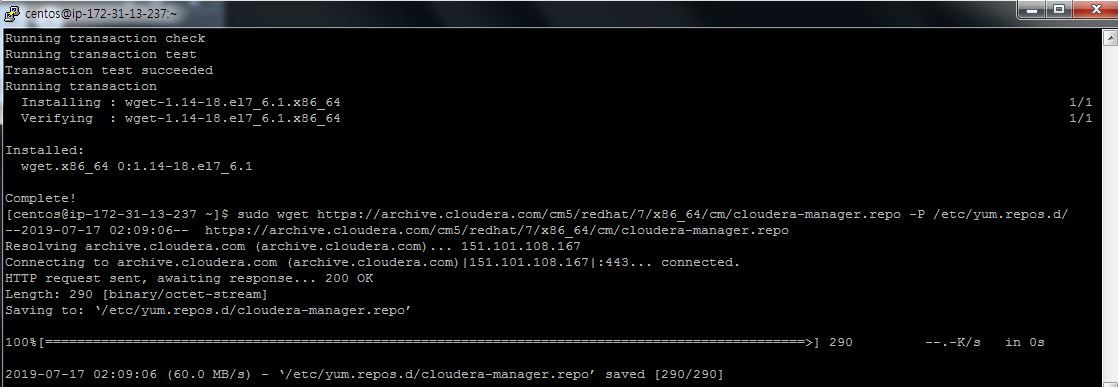 centos@ip-172-31-13-237:~
Running transaction check
Running transaction test
Transaction test succeeded
Running transaction
  Installing : wget-1.14-18.el7_6.1.x86_64 1/1
  Verifying  : wget-1.14-18.el7_6.1.x86_64 1/1
Installed:
  wget.x86_64 0:1.14-18.el7_6.1
Complete!
[centos@ip-172-31-13-237 ~]$ sudo wget https://archive.cloudera.com/cm5/redhat/7/x86_64/cm/cloudera-manager.repo -P /etc/yum.repos.d/
--2019-07-17 02:09:06--  https://archive.cloudera.com/cm5/redhat/7/x86_64/cm/cloudera-manager.repo
Resolving archive.cloudera.com (archive.cloudera.com)... 151.101.108.167
Connecting to archive.cloudera.com (archive.cloudera.com)|151.101.108.167|:443... connected.
HTTP request sent, awaiting response... 200 OK
Length: 290 [binary/octet-stream]
Saving to: ‘/etc/yum.repos.d/cloudera-manager.repo’
100%[===============================================================================================>] 290         --.-K/s   in 0s
2019-07-17 02:09:06 (60.0 MB/s) - ‘/etc/yum.repos.d/cloudera-manager.repo’ saved [290/290]